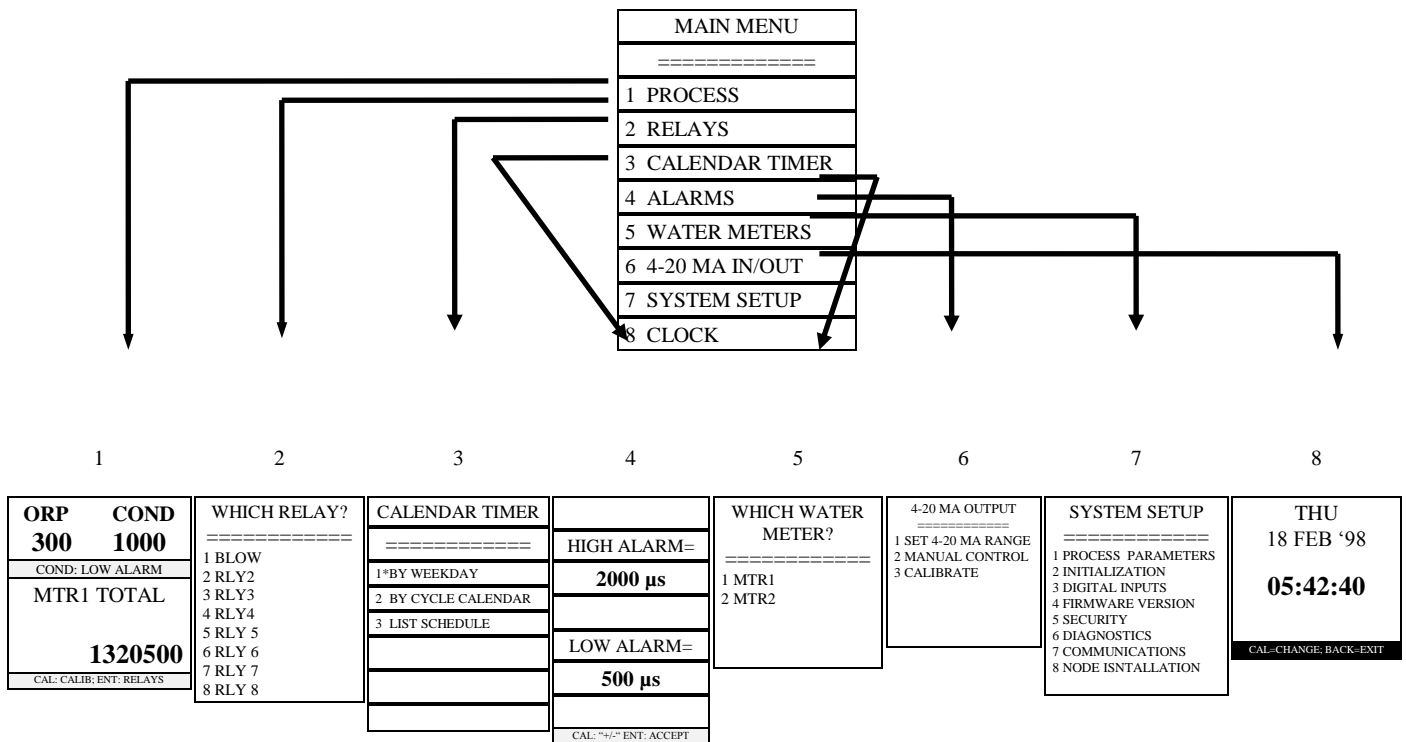 MAIN MENU
=============
1 PROCESS
2 RELAYS
3 CALENDAR TIMER
4 ALARMS
5 WATER METERS
6 4-20 MA IN/OUT
7 SYSTEM SETUP
8 CLOCK
1
2
3
4
5
6
7
8
ORP COND
300 1000
COND: LOW ALARM
MTR1 TOTAL
1320500
CAL: CALIB; ENT: RELAYS
WHICH RELAY?
============
1 BLOW
2 RLY2
3 RLY3
4 RLY4
5 RLY 5
6 RLY 6
7 RLY 7
8 RLY 8
CALENDAR TIMER
============
1*BY WEEKDAY
2 BY CYCLE CALENDAR
3 LIST SCHEDULE
HIGH ALARM=
2000 µs
LOW ALARM=
500 µs
CAL: “+/-“ ENT: ACCEPT
WHICH WATER
METER?
============
1 MTR1
2 MTR2
4-20 MA OUTPUT
============
1 SET 4-20 MA RANGE
2 MANUAL CONTROL
3 CALIBRATE
SYSTEM SETUP
============
1 PROCESS PARAMETERS
2 INITIALIZATION
3 DIGITAL INPUTS
4 FIRMWARE VERSION
5 SECURITY
6 DIAGNOSTICS
7 COMMUNICATIONS
8 NODE ISNTALLATION
THU
18 FEB ‘98
05:42:40
CAL=CHANGE; BACK=EXIT